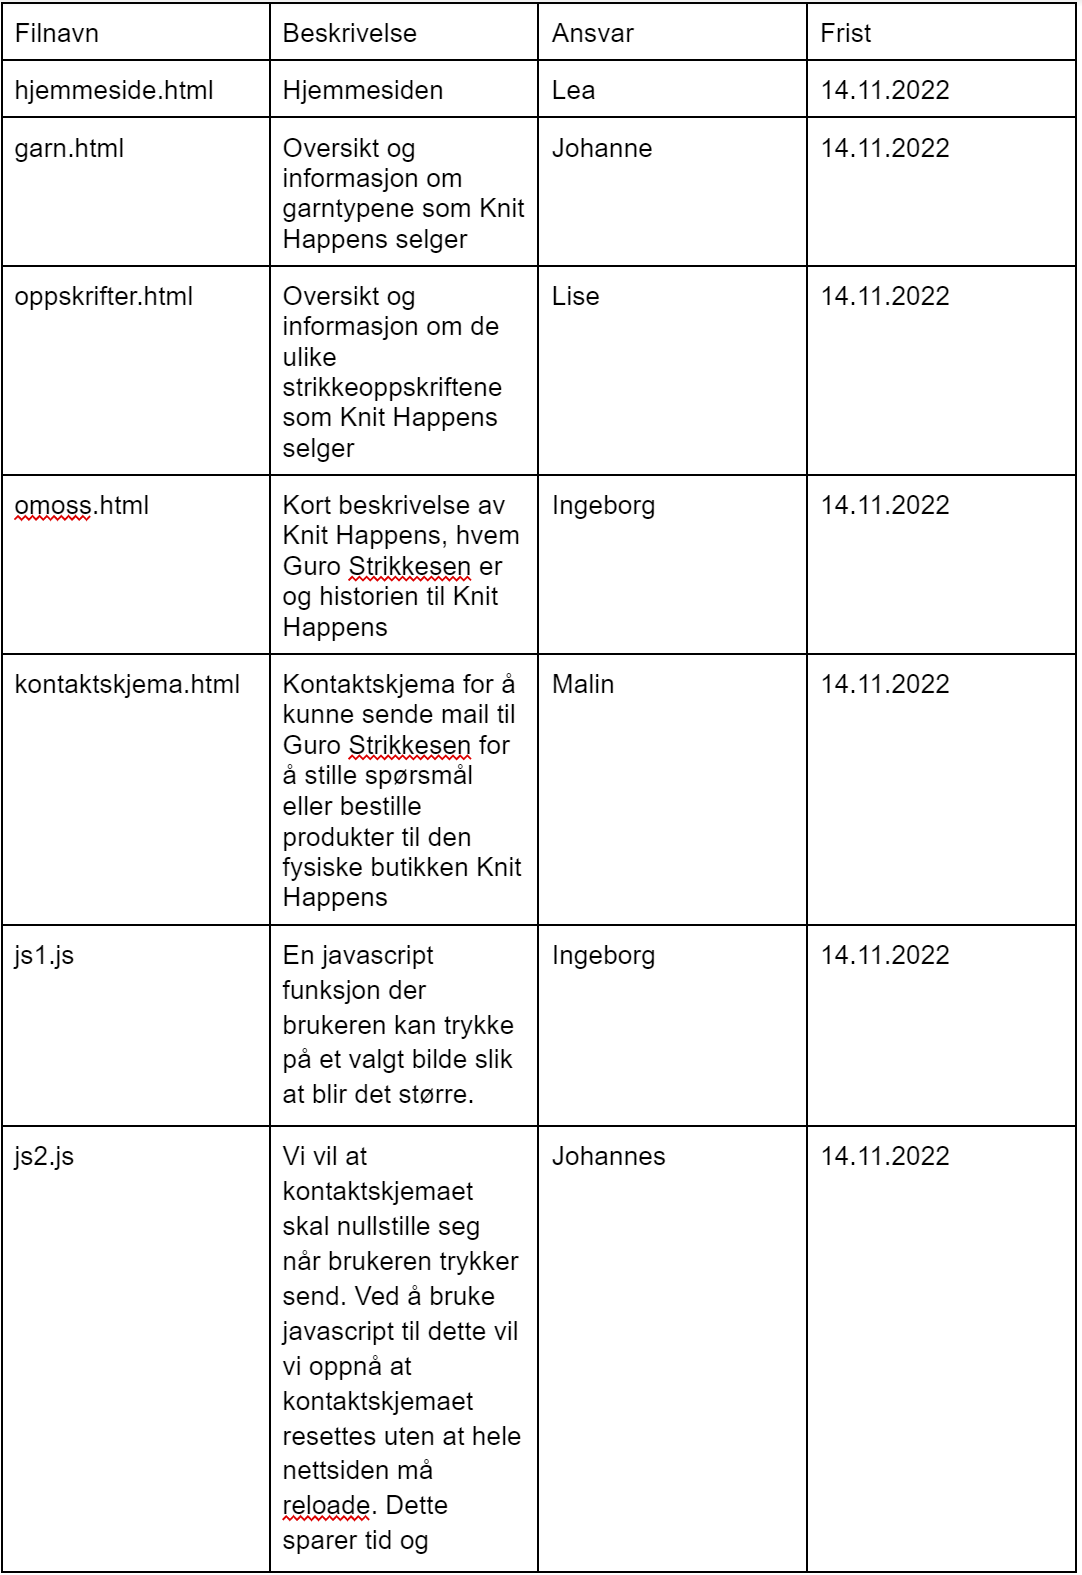 Filnavn
Beskrivelse
Ansvar
Frist
hjemmeside.html
Hjemmesiden
Lea
14.11.2022
garn.html
Oversikt og
informasjon om
garntypene som Knit
Happens selger
Johanne
14.11.2022
oppskrifter.html
Oversikt og
informasjon om de
ulike
strikkeoppskriftene
som Knit Happens
selger
Lise
14.11.2022
omoss.html
Kort beskrivelse av
Knit Happens, hvem
Guro Strikkesen er
og historien til Knit
Happens
Ingeborg
14.11.2022
kontaktskjema.html
Kontaktskjema for å
kunne sende mail til
Guro Strikkesen for
å stille spørsmål
eller bestille
produkter til den
fysiske butikken Knit
Happens
Malin
14.11.2022
js1.js
En javascript
funksjon der
brukeren kan trykke
på et valgt bilde slik
at blir det større.
Ingeborg
14.11.2022
js2.js
Vi vil at
kontaktskjemaet
skal nullstille seg
når brukeren trykker
send. Ved å bruke
javascript til dette vil
vi oppnå at
kontaktskjemaet
resettes uten at hele
nettsiden må
reloade. Dette
sparer tid og
Johannes
14.11.2022